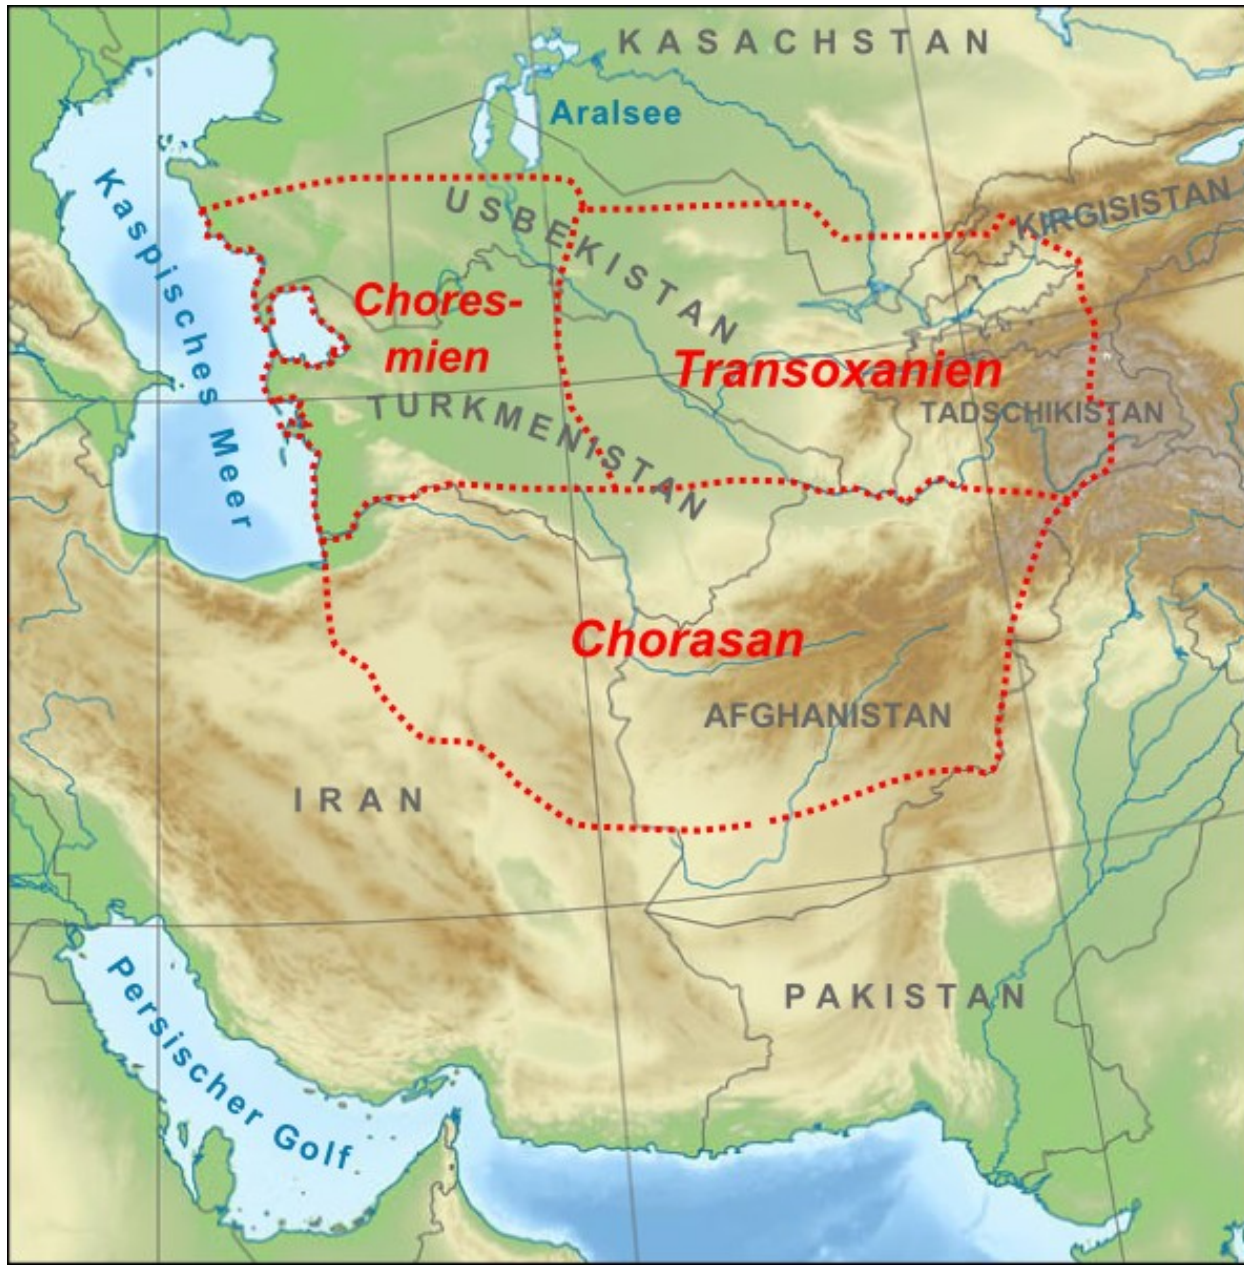 KASACHSTAN
Aralsee
Kaspisches Meer
USBEKISTAN
KIRGISISTAN
Chores-
mien
Transoxanien
TURKMENISTAN
TADSCHIKISTAN
Chorasan
AFGHANISTAN
IRAN
PAKISTAN
Persischer Golf